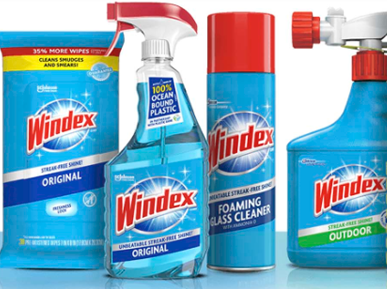 35% MORE WIPES
CLEANS SMUDGES
AND SMEARS!
Windex
STREAK-FREE SHINE!
ORIGINAL
100%
OCEAN
BOUND
PLASTIC
Windex
UNBEATABLE STREAK-FREE SHINE!
ORIGINAL
Windex
UNBEATABLE STREAK-FREE SHINE!
FOAMING
GLASS CLEANER
Windex
STREAK-FREE SHINE!
OUTDOOR